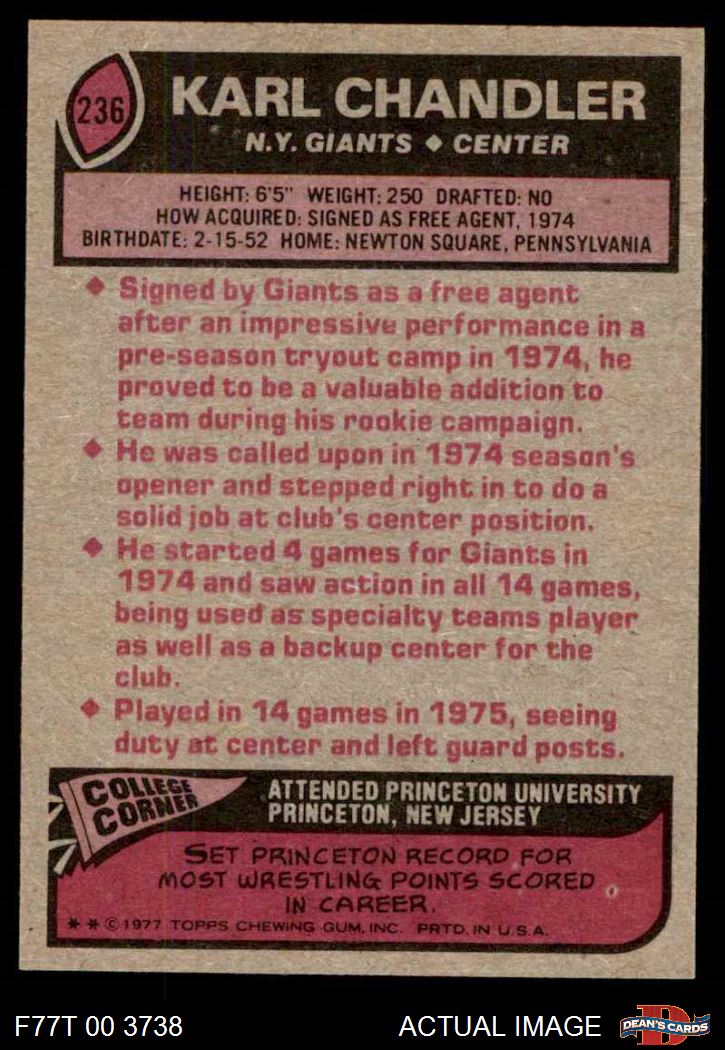 236
KARL CHANDLER
N.Y. GIANTS ♦ CENTER
HEIGHT: 6'5" WEIGHT: 250 DRAFTED: NO
HOW ACQUIRED: SIGNED AS FREE AGENT, 1974
BIRTHDATE: 2-15-52 HOME: NEWTON SQUARE, PENNSYLVANIA
♦ Signed by Giants as a free agent
after an impressive performance in a
pre-season tryout camp in 1974, he
proved to be a valuable addition to
team during his rookie campaign.
♦ He was called upon in 1974 season's
opener and stepped right in to do a
solid job at club's center position.
♦ He started 4 games for Giants in
1974 and saw action in all 14 games,
being used as specialty teams player
as well as a backup center for the
club.
♦ Played in 14 games in 1975, seeing
duty at center and left guard posts.
COLLEGE
CORNER
ATTENDED PRINCETON UNIVERSITY
PRINCETON, NEW JERSEY
SET PRINCETON RECORD FOR
MOST WRESTLING POINTS SCORED
IN CAREER.
* * © 1977 TOPPS CHEWING GUM, INC. PRTD. IN U.S.A.
F77T 00 3738
ACTUAL IMAGE
D
DEAN'S CARDS